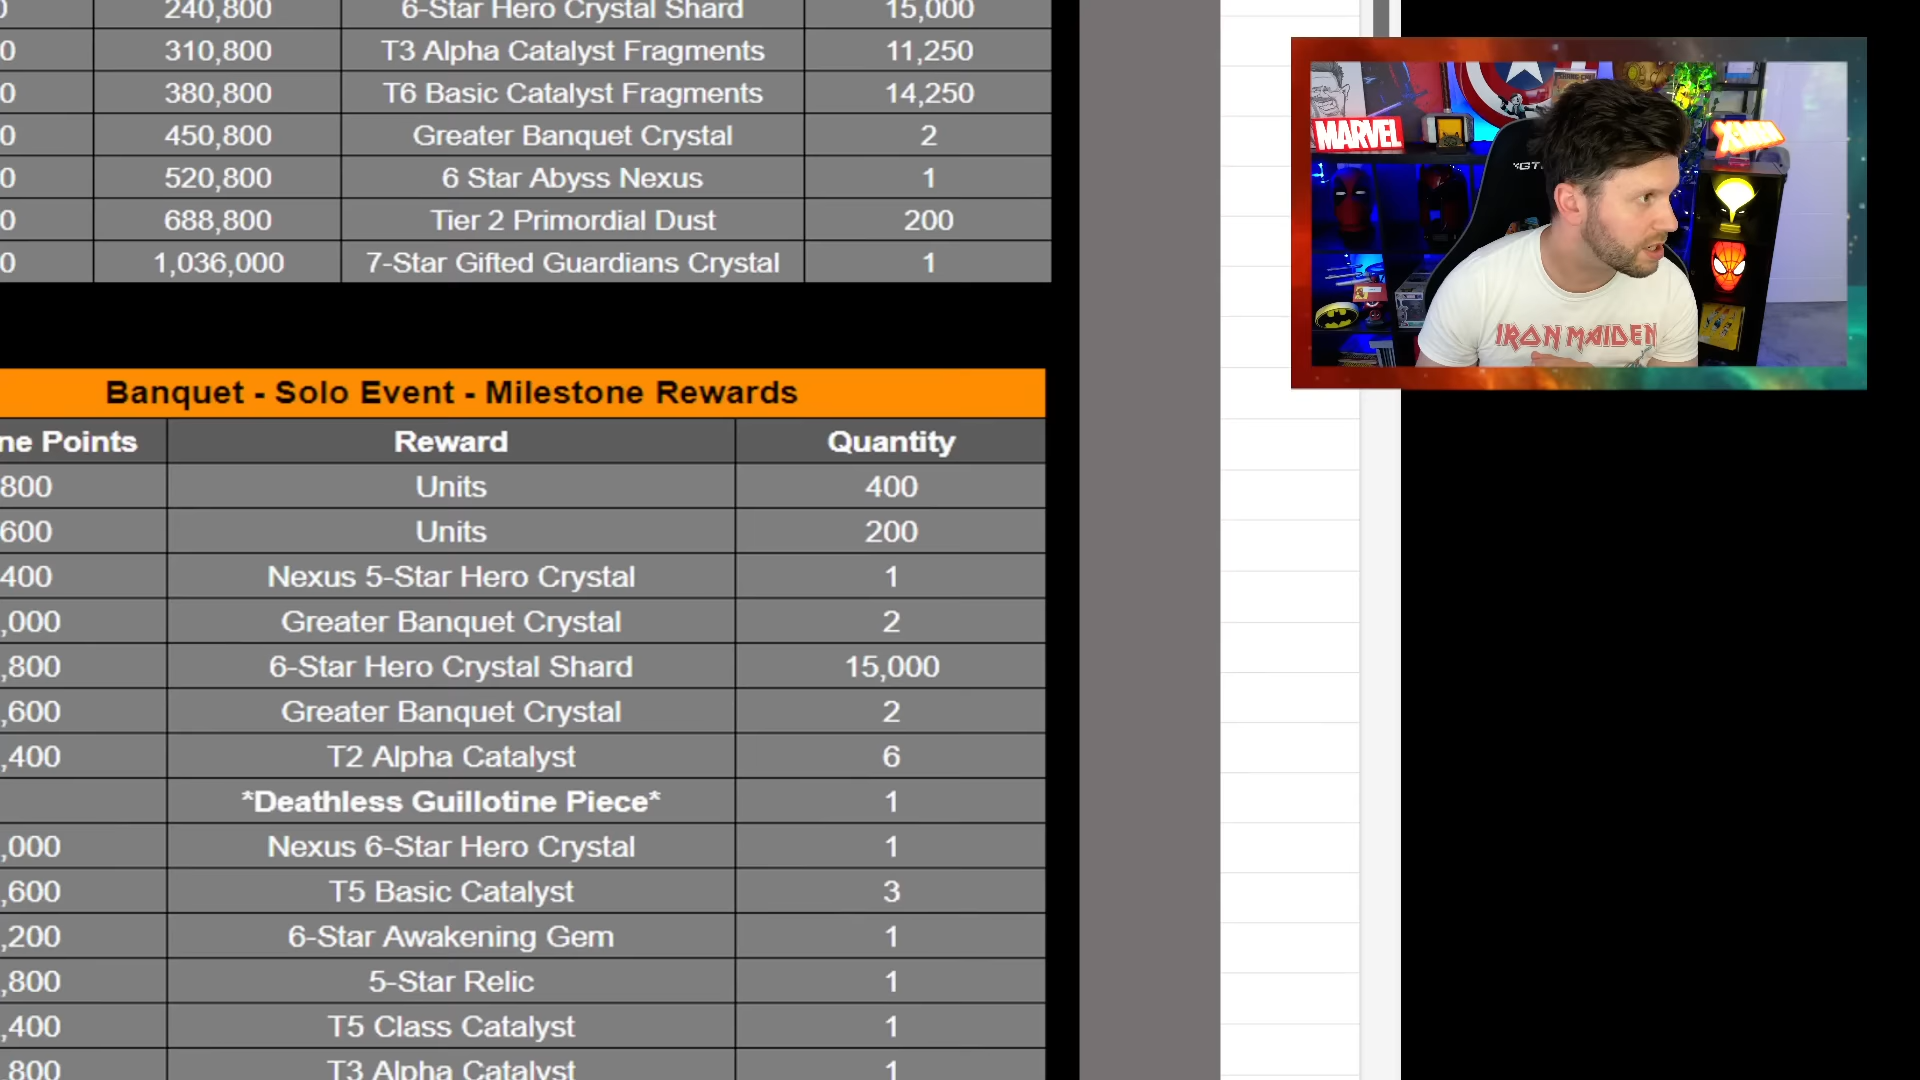 0 240,800 6-Star Hero Crystal Shard 15,000
0 310,800 T3 Alpha Catalyst Fragments 11,250
0 380,800 T6 Basic Catalyst Fragments 14,250
0 450,800 Greater Banquet Crystal 2
0 520,800 6 Star Abyss Nexus 1
0 688,800 Tier 2 Primordial Dust 200
0 1,036,000 7-Star Gifted Guardians Crystal 1
MARVEL
X-MEN
IRON MAIDEN
Banquet - Solo Event - Milestone Rewards
ne Points Reward Quantity
800 Units 400
600 Units 200
400 Nexus 5-Star Hero Crystal 1
,000 Greater Banquet Crystal 2
,800 6-Star Hero Crystal Shard 15,000
,600 Greater Banquet Crystal 2
,400 T2 Alpha Catalyst 6
*Deathless Guillotine Piece* 1
,000 Nexus 6-Star Hero Crystal 1
,600 T5 Basic Catalyst 3
,200 6-Star Awakening Gem 1
,800 5-Star Relic 1
,400 T5 Class Catalyst 1
,800 T3 Alpha Catalyst 1